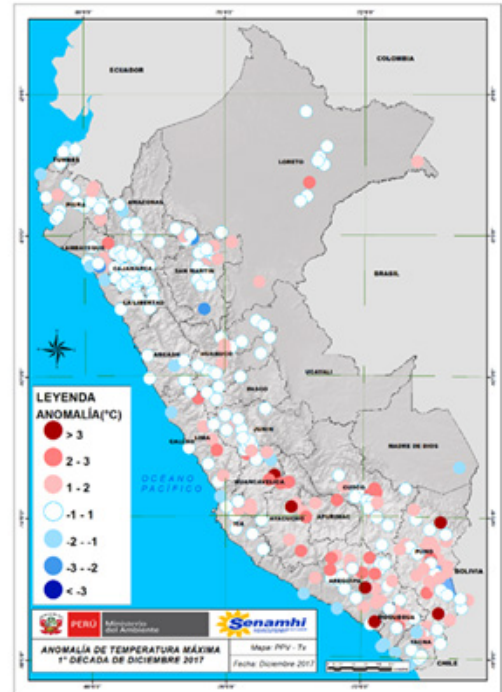 ECUADOR
COLOMBIA
TUMBES
LORETO
PIURA
AMAZONAS
LAMBAYEQUE
CAJAMARCA
SAN MARTIN
BRASIL
LA LIBERTAD
ANCASH
HUANUCO
UCAYALI
PASCO
LEYENDA
ANOMALÍA(°C)
> 3
2 - 3
1 - 2
-1 - 1
-2 - -1
-3 - -2
< -3
JUNIN
LIMA
CALLAO
MADRE DE DIOS
OCEANO
PACÍFICO
HUANCAVELICA
CUSCO
ICA
AYACUCHO
APURIMAC
PUNO
BOLIVIA
AREQUIPA
MOQUEGUA
TACNA
CHILE
PERÚ
Ministerio
del Ambiente
Senamhi
ANOMALÍA DE TEMPERATURA MÁXIMA
1° DECADA DE DICIEMBRE 2017
Mapa: PPV - Tx
Fecha: Diciembre 2017